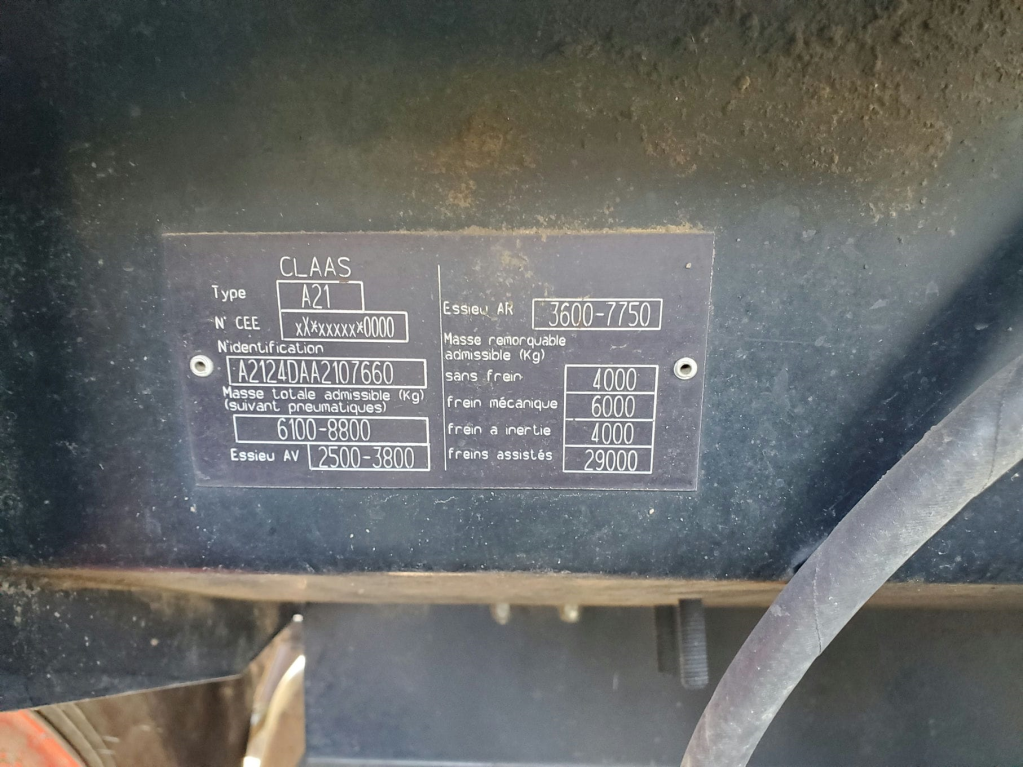 CLAAS
Type A21
N° CEE xX*xxxxx*0000
N°identification
A2124DAA2107660
Masse totale admissible (Kg)
(suivant pneumatiques)
6100-8800
Essieu AV 2500-3800
Essieu AR 3600-7750
Masse remorquable
admissible (Kg)
sans frein 4000
frein mécanique 6000
frein a inertie 4000
freins assistés 29000